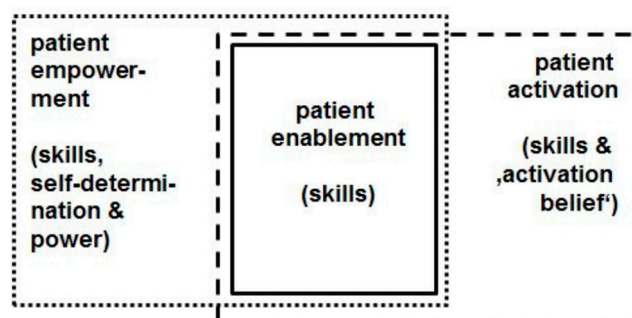 patient
empower-
ment
(skills,
self-determi-
nation &
power)
patient
enablement
(skills)
patient
activation
(skills &
‚activation
belief‘)